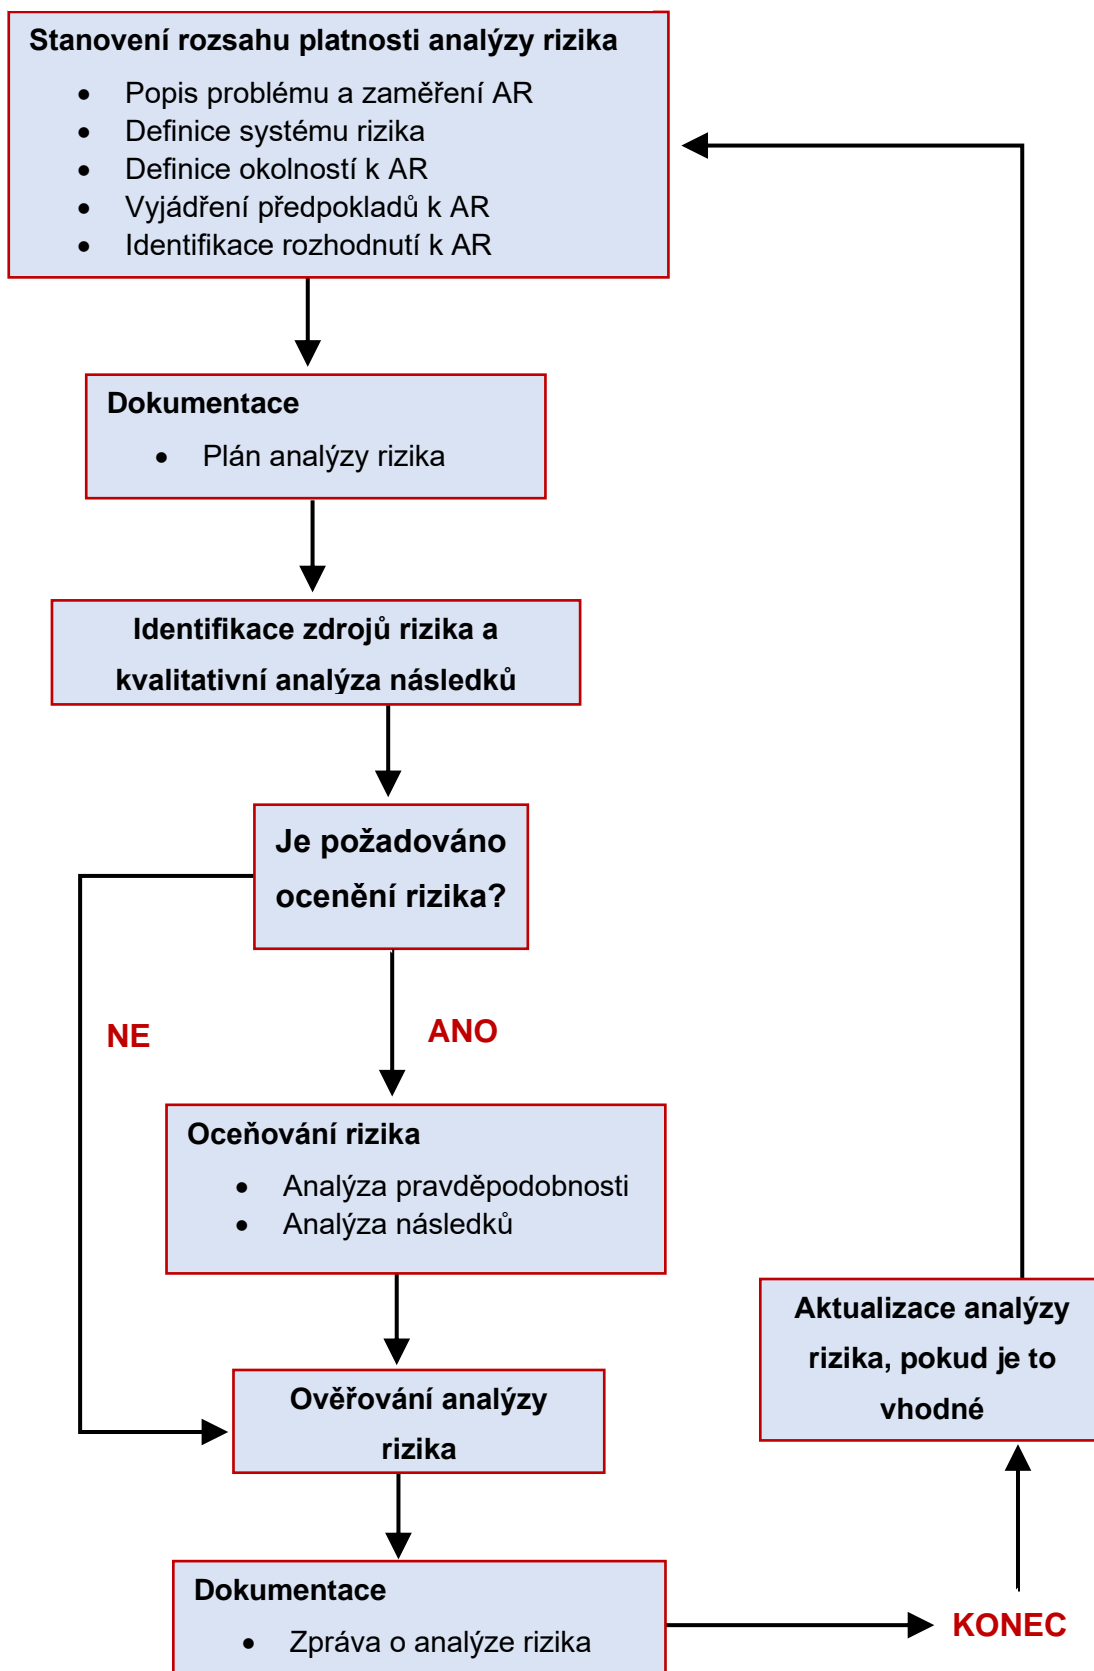 Stanovení rozsahu platnosti analýzy rizika
• Popis problému a zaměření AR
• Definice systému rizika
• Definice okolností k AR
• Vyjádření předpokladů k AR
• Identifikace rozhodnutí k AR
Dokumentace
• Plán analýzy rizika
Identifikace zdrojů rizika a
kvalitativní analýza následků
Je požadováno
ocenění rizika?
NE
ANO
Oceňování rizika
• Analýza pravděpodobnosti
• Analýza následků
Ověřování analýzy
rizika
Dokumentace
• Zpráva o analýze rizika
KONEC
Aktualizace analýzy
rizika, pokud je to
vhodné